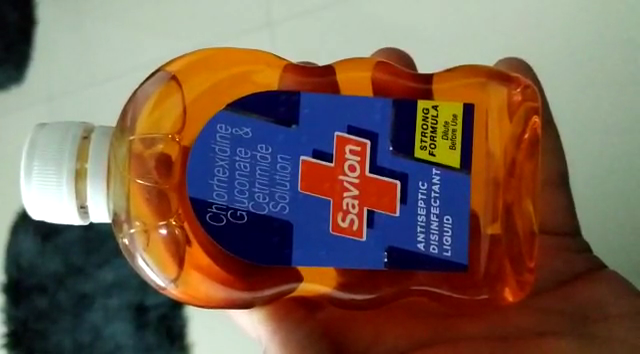 Chlorhexidine
Gluconate &
Cetrimide
Solution
Savlon
ANTISEPTIC
DISINFECTANT
LIQUID
STRONG
FORMULA
Dilute
Before Use